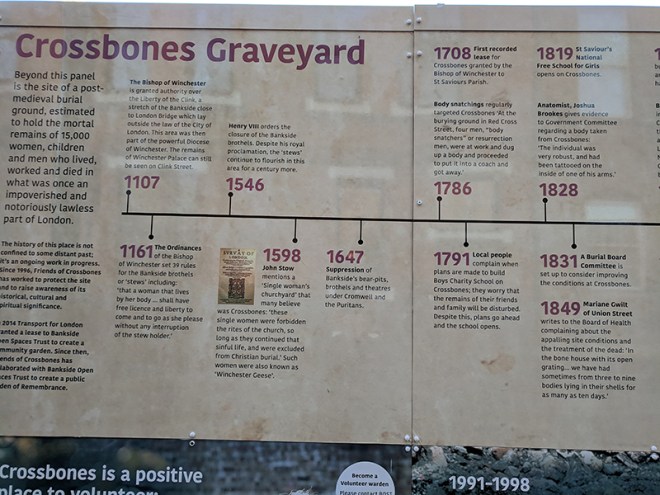 Crossbones Graveyard
Beyond this panel
is the site of a post-
medieval burial
ground, estimated
to hold the mortal
remains of 15,000
women, children
and men who lived,
worked and died in
what was once an
impoverished and
notoriously lawless
part of London.
The history of this place is not
confined to some distant past;
it's an ongoing work in progress.
Since 1996, Friends of Crossbones
has worked to protect the site
and to raise awareness of its
historical, cultural and
spiritual significance.
2014 Transport for London
anted a lease to Bankside
pen Spaces Trust to create a
mmunity garden. Since then,
ends of Crossbones has
llaborated with Bankside Open
aces Trust to create a public
den of Remembrance.
The Bishop of Winchester
is granted authority over
the Liberty of the Clink, a
stretch of the Bankside close
to London Bridge which lay
outside the law of the City of
London. This area was then
part of the powerful Diocese
of Winchester. The remains
of Winchester Palace can still
be seen on Clink Street.
1107
Henry VIII orders the
closure of the Bankside
brothels. Despite his royal
proclamation, the 'stews'
continue to flourish in this
area for a century more.
1546
1161 The Ordinances
of the Bishop
of Winchester set 39 rules
for the Bankside brothels
or 'stews' including:
'that a woman that lives
by her body ... shall have
free licence and liberty to
come and to go as she please
without any interruption
of the stew holder.'
1598
John Stow
mentions a
'Single woman's
churchyard' that
many believe
was Crossbones: 'these
single women were forbidden
the rites of the church, so
long as they continued that
sinful life, and were excluded
from Christian burial.' Such
women were also known as
'Winchester Geese'.
1647
Suppression of
Bankside's bear-pits,
brothels and theatres
under Cromwell and
the Puritans.
1708 First recorded
lease for
Crossbones granted by the
Bishop of Winchester to
St Saviours Parish.
Body snatchings regularly
targeted Crossbones 'At the
burying ground in Red Cross
Street, four men, "body
snatchers" or resurrection
men, were at work and dug
up a body and proceeded
to put it into a coach and
got away.'
1786
1819 St Saviour's
National
Free School for Girls
opens on Crossbones.
Anatomist, Joshua
Brookes gives evidence
to Government Committee
regarding a body taken
from Crossbones:
'The individual was
very robust, and had
been tattooed on the
inside of one of his arms.'
1828
1791 Local people
complain when
plans are made to build
Boys Charity School on
Crossbones; they worry that
the remains of their friends
and family will be disturbed.
Despite this, plans go ahead
and the school opens.
1831 A Burial Board
Committee is
set up to consider improving
the conditions at Crossbones.
1849 Mariane Gwilt
of Union Street
writes to the Board of Health
complaining about the
appalling site conditions and
the treatment of the dead: 'In
the bone house with its open
grating... we have had
sometimes from three to nine
bodies lying in their shells for
as many as ten days.'
Crossbones is a positive
place to volunteer:
Become a
Volunteer warden
Please contact BOST
1991-1998